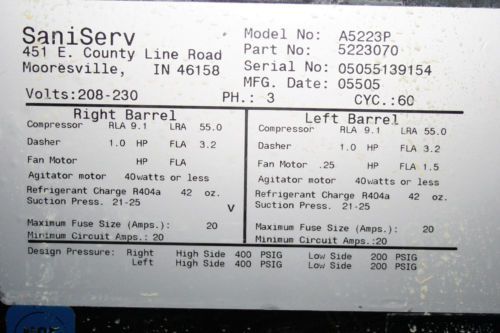 SaniServ
451 E. County Line Road
Mooresville, IN 46158
Model No: A5223P
Part No: 5223070
Serial No: 05055139154
MFG. Date: 05505
Volts:208-230 PH.: 3 CYC.:60
Right Barrel
Compressor RLA 9.1 LRA 55.0
Dasher 1.0 HP FLA 3.2
Fan Motor HP FLA
Agitator motor 40watts or less
Refrigerant Charge R404a 42 oz.
Suction Press. 21-25
V
Maximum Fuse Size (Amps.): 20
Minimum Circuit Amps.: 20
Left Barrel
Compressor RLA 9.1 LRA 55.0
Dasher 1.0 HP FLA 3.2
Fan Motor .25 HP FLA 1.5
Agitator motor 40watts or less
Refrigerant Charge R404a 42 oz.
Suction Press. 21-25
Maximum Fuse Size (Amps.): 20
Minimum Circuit Amps.:20
Design Pressure: Right High Side 400 PSIG Low Side 200 PSIG
Left High Side 400 PSIG Low Side 200 PSIG